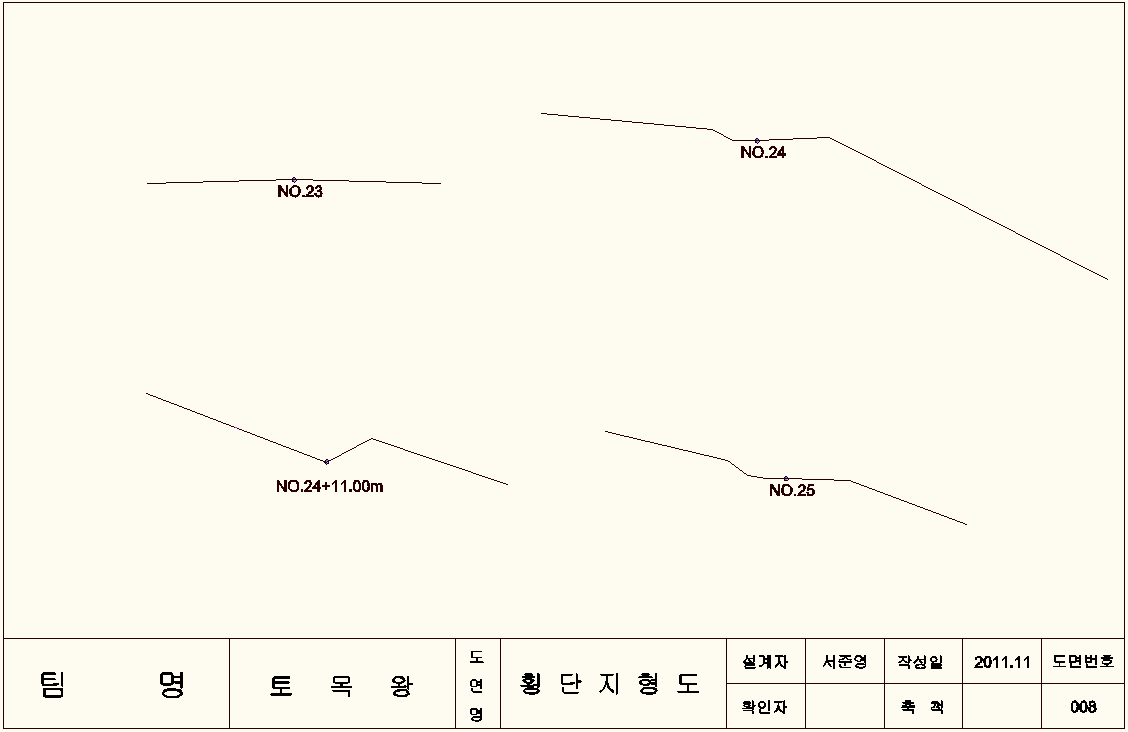 NO.24
NO.23
NO.24+11.00m
NO.25
팀 명
토 목 왕
도
연
명
횡 단 지 형 도
설계자 서준영 작성일 2011.11 도면번호
확인자 축 척 008